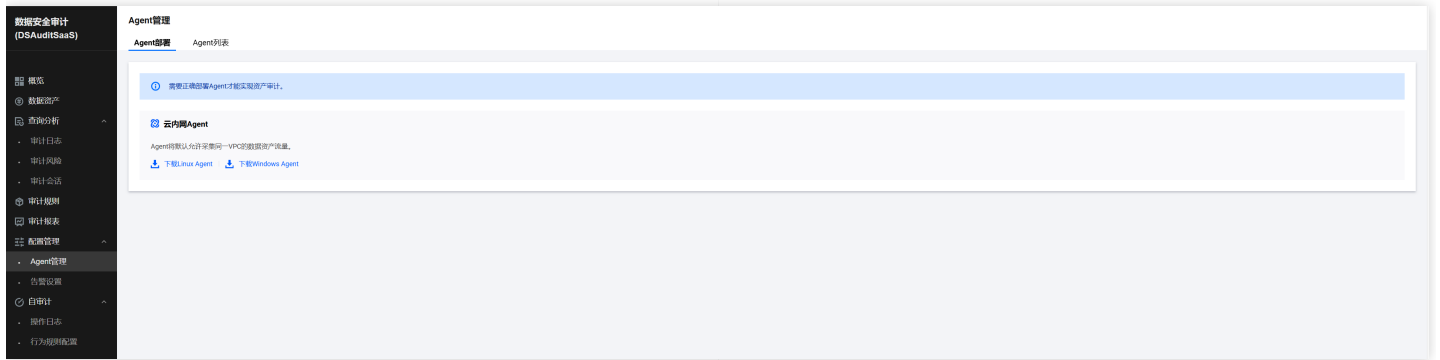 数据安全审计
(DSAuditSaaS)
概览
数据资产
查询分析
审计日志
审计风险
审计会话
审计规则
审计报表
配置管理
Agent管理
告警设置
自审计
操作日志
行为规则配置
Agent管理
Agent部署 Agent列表
需要正确部署Agent才能实现资产审计。
云内网Agent
Agent将默认允许采集同一VPC的数据资产流量。
下载Linux Agent 下载Windows Agent